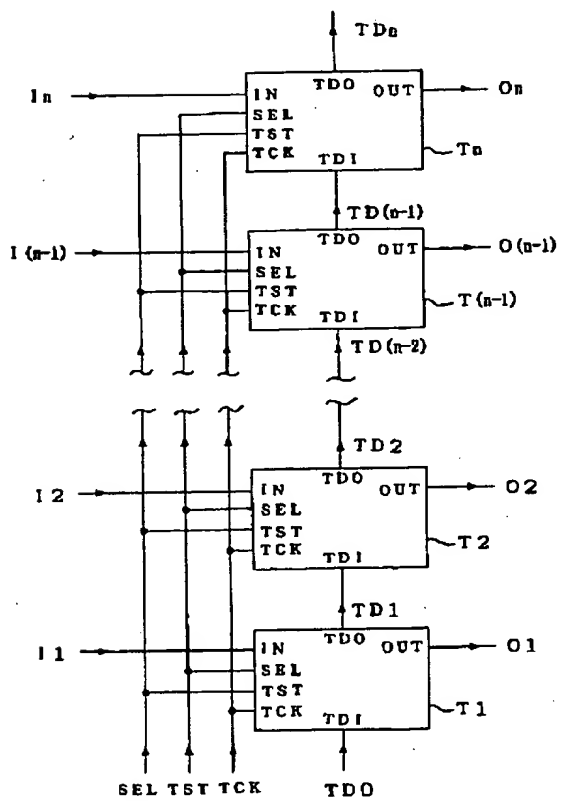 TDn
TDO
In
IN
OUT
On
SEL
TST
TCK
TDI
Tn
TD(n-1)
TDO
I(n-1)
IN
OUT
O(n-1)
SEL
TST
TCK
TDI
T(n-1)
TD(n-2)
TD2
TDO
I2
IN
OUT
O2
SEL
TST
TCK
TDI
T2
TD1
TDO
I1
IN
OUT
O1
SEL
TST
TCK
TDI
T1
SEL TST TCK
TD0